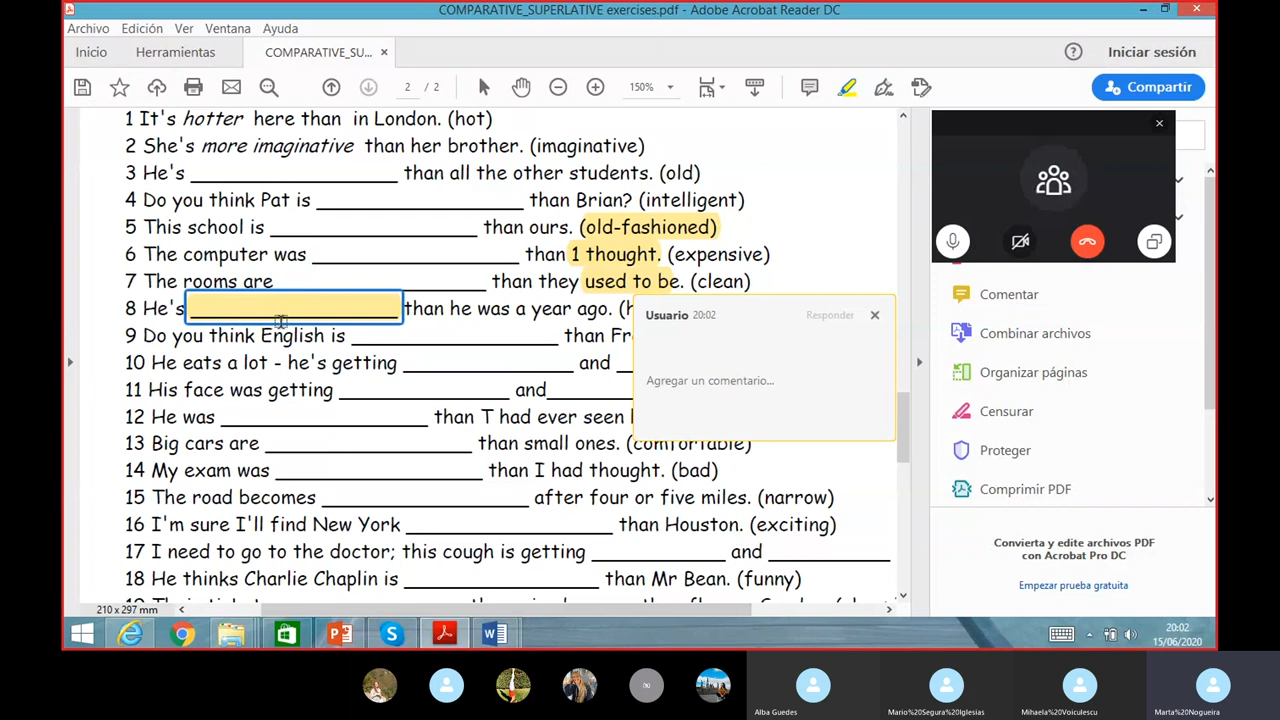 COMPARATIVE_SUPERLATIVE exercises.pdf - Adobe Acrobat Reader DC
Archivo Edición Ver Ventana Ayuda
Inicio Herramientas COMPARATIVE_SU... × Iniciar sesión
2 / 2 150% Compartir
1 It's hotter here than in London. (hot)
2 She's more imaginative than her brother. (imaginative)
3 He's ____________ than all the other students. (old)
4 Do you think Pat is ____________ than Brian? (intelligent)
5 This school is ____________ than ours. (old-fashioned)
6 The computer was ____________ than 1 thought. (expensive)
7 The rooms are ____________ than they used to be. (clean)
8 He's ____________ than he was a year ago. (h
9 Do you think English is ____________ than Fr
10 He eats a lot - he's getting ____________ and
11 His face was getting ____________ and____________
12 He was ____________ than T had ever seen
13 Big cars are ____________ than small ones. (comfortable)
14 My exam was ____________ than I had thought. (bad)
15 The road becomes ____________ after four or five miles. (narrow)
16 I'm sure I'll find New York ____________ than Houston. (exciting)
17 I need to go to the doctor; this cough is getting ____________ and ____________
18 He thinks Charlie Chaplin is ____________ than Mr Bean. (funny)
Usuario 20:02 Responder
Agregar un comentario...
Comentar
Combinar archivos
Organizar páginas
Censurar
Proteger
Comprimir PDF
Convierta y edite archivos PDF
con Acrobat Pro DC
Empezar prueba gratuita
210 x 297 mm
20:02
15/06/2020
Alba Guedes Mario%20Segura%20Iglesias Mihaela%20Voiculescu Marta%20Nogueira